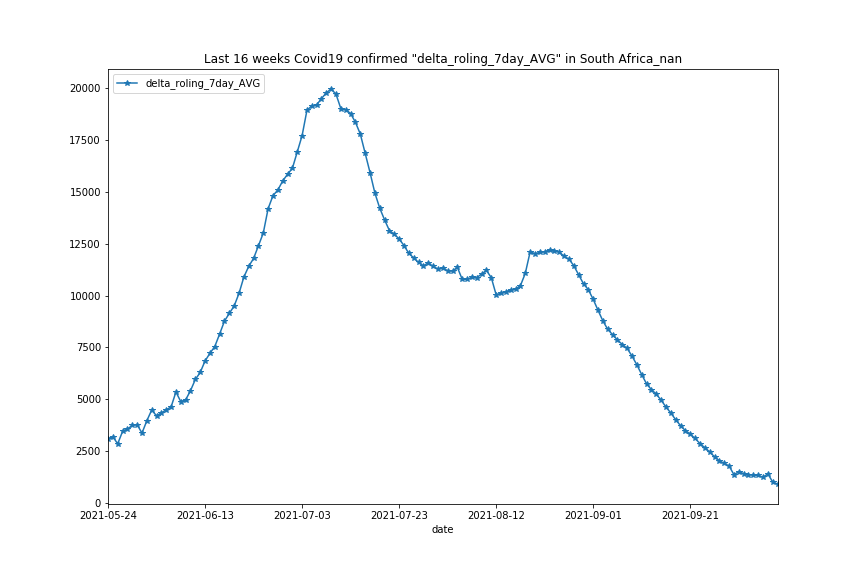 Last 16 weeks Covid19 confirmed "delta_roling_7day_AVG" in South Africa_nan
delta_roling_7day_AVG
20000
17500
15000
12500
10000
7500
5000
2500
0
2021-05-24 2021-06-13 2021-07-03 2021-07-23 2021-08-12 2021-09-01 2021-09-21
date